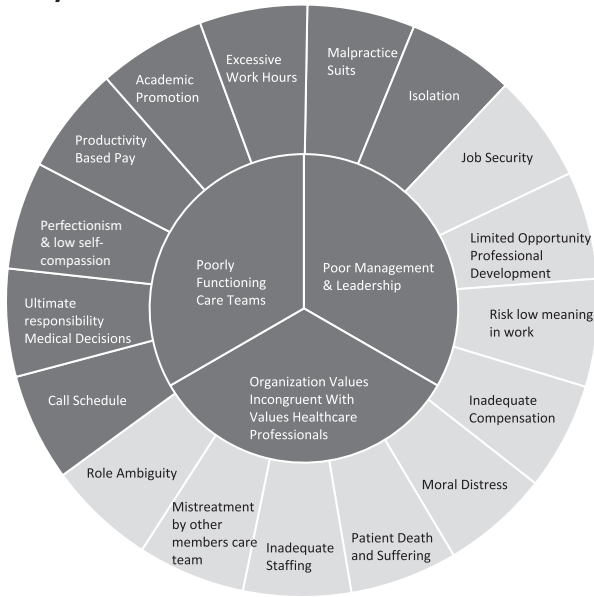 Excessive
Work Hours
Malpractice
Suits
Isolation
Job Security
Limited Opportunity
Professional
Development
Risk low meaning
in work
Inadequate
Compensation
Moral Distress
Patient Death
and Suffering
Inadequate
Staffing
Mistreatment
by other
members care
team
Role Ambiguity
Call Schedule
Ultimate
responsibility
Medical Decisions
Perfectionism
& low self-
compassion
Productivity
Based Pay
Academic
Promotion
Poorly
Functioning
Care Teams
Poor Management
& Leadership
Organization Values
Incongruent With
Values Healthcare
Professionals